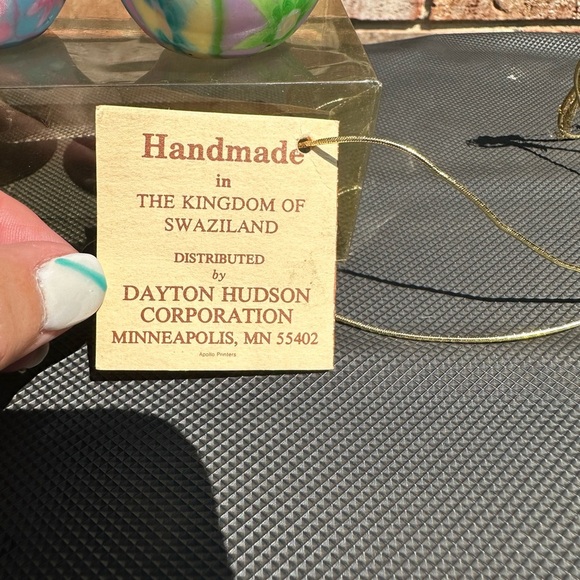 Handmade
in
THE KINGDOM OF
SWAZILAND
DISTRIBUTED
by
DAYTON HUDSON
CORPORATION
MINNEAPOLIS, MN 55402
Apollo Printers